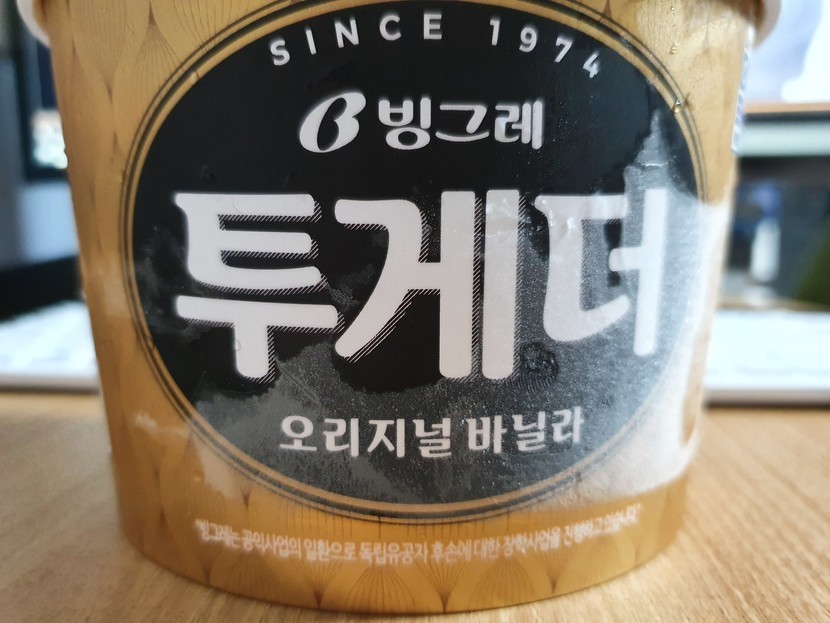 SINCE 1974
빙그레
투게더
오리지널 바닐라
"빙그레는 공익사업의 일환으로 독립유공자 후손에 대한 장학사업을 진행하고 있습니다."